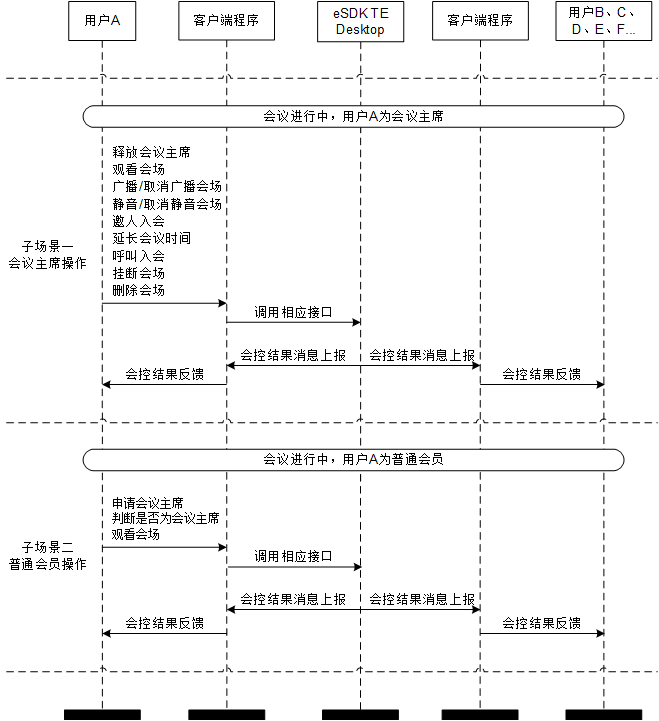 用户A
客户端程序
eSDK TE
Desktop
客户端程序
用户B、C、
D、E、F...
会议进行中，用户A为会议主席
释放会议主席
观看会场
广播/取消广播会场
静音/取消静音会场
邀人入会
延长会议时间
呼叫入会
挂断会场
删除会场
子场景一
会议主席操作
调用相应接口
会控结果消息上报
会控结果消息上报
会控结果反馈
会控结果反馈
会议进行中，用户A为普通会员
申请会议主席
判断是否为会议主席
观看会场
子场景二
普通会员操作
调用相应接口
会控结果消息上报
会控结果消息上报
会控结果反馈
会控结果反馈